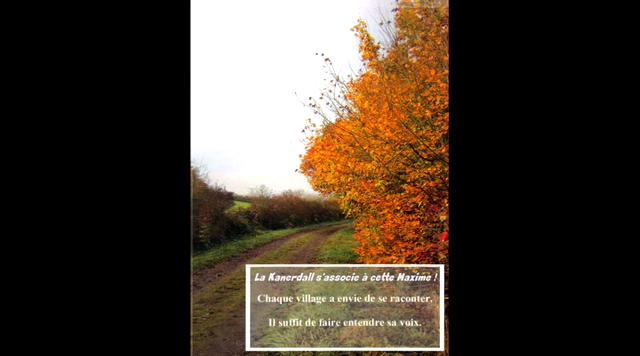 La Kanerdall s'associe à cette Maxime !
Chaque village a envie de se raconter.
Il suffit de faire entendre sa voix.